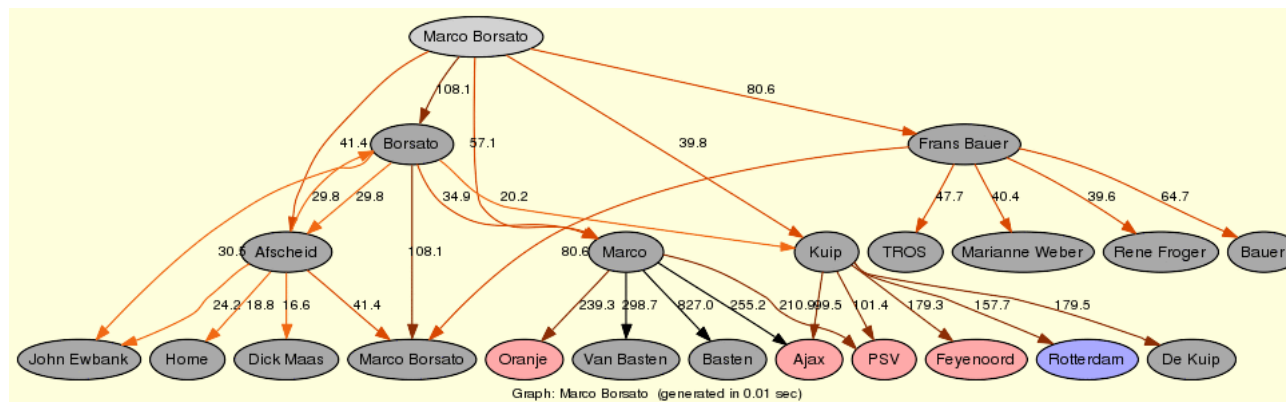 Marco Borsato
108.1
80.6
Borsato
Frans Bauer
41.4
57.1
39.8
29.8
29.8
34.9
20.2
47.7
40.4
39.6
64.7
Afscheid
Marco
Kuip
TROS
Marianne Weber
Rene Froger
Bauer
30.5
108.1
80.6
24.2
18.8
16.6
41.4
239.3
298.7
827.0
255.2
210.9
99.5
101.4
179.3
157.7
179.5
John Ewbank
Home
Dick Maas
Marco Borsato
Oranje
Van Basten
Basten
Ajax
PSV
Feyenoord
Rotterdam
De Kuip
Graph: Marco Borsato (generated in 0.01 sec)